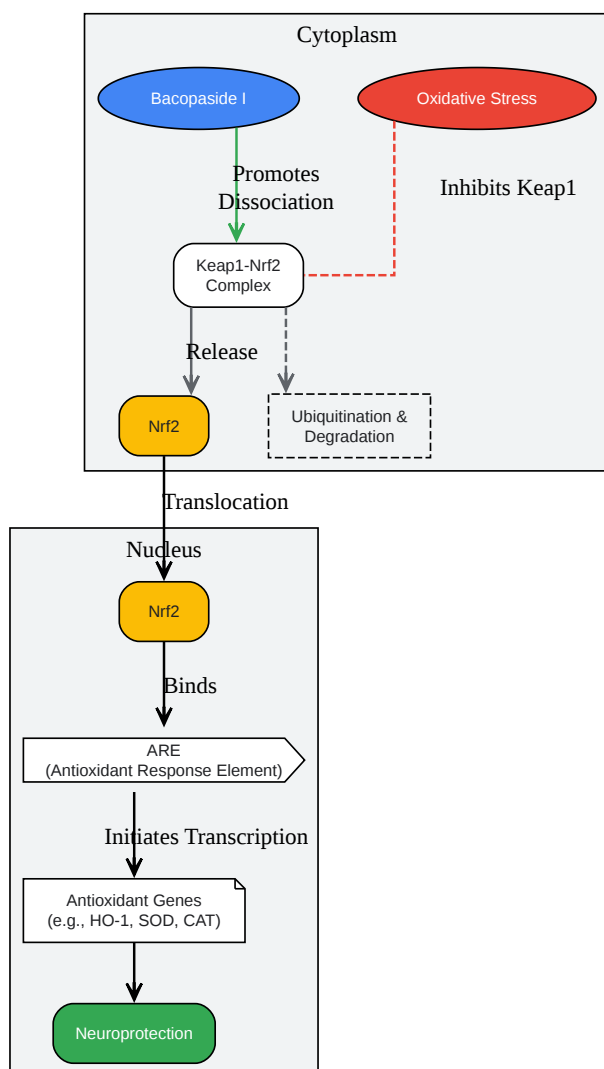 Cytoplasm
Bacopaside I
Oxidative Stress
Promotes
Dissociation
Inhibits Keap1
Keap1-Nrf2
Complex
Release
Nrf2
Ubiquitination &
Degradation
Translocation
Nucleus
Nrf2
Binds
ARE
(Antioxidant Response Element)
Initiates Transcription
Antioxidant Genes
(e.g., HO-1, SOD, CAT)
Neuroprotection